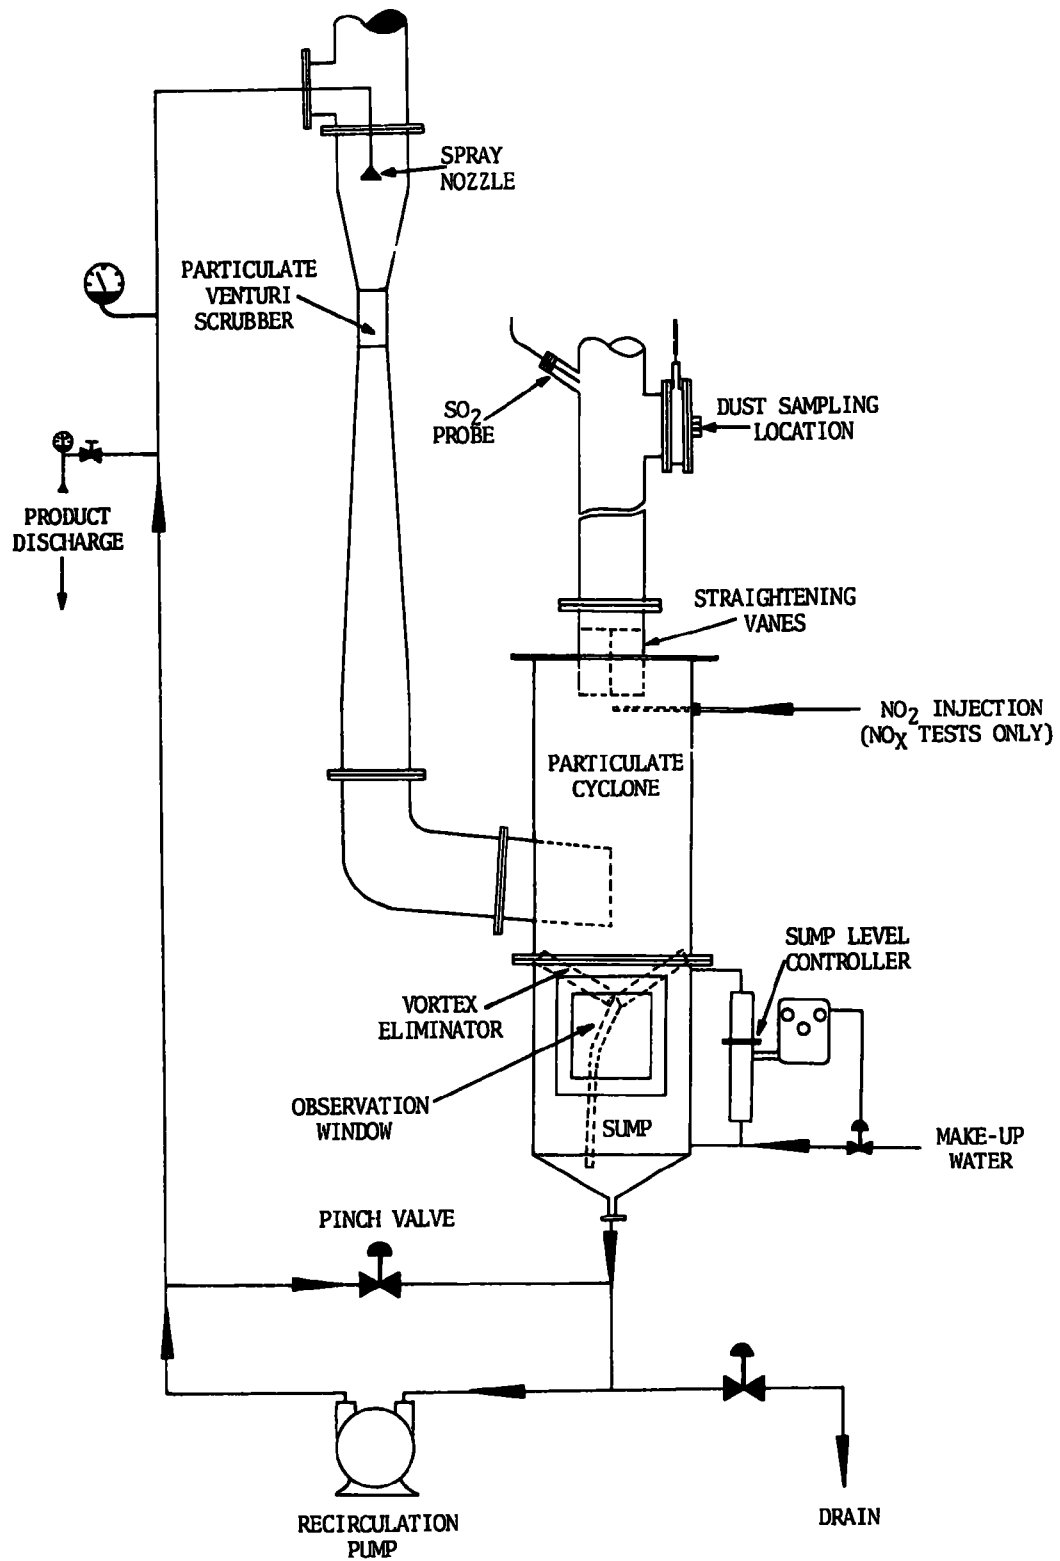 SPRAY
NOZZLE
PARTICULATE
VENTURI
SCRUBBER
SO2
PROBE
DUST SAMPLING
LOCATION
PRODUCT
DISCHARGE
STRAIGHTENING
VANES
NO2 INJECTION
(NOX TESTS ONLY)
PARTICULATE
CYCLONE
SUMP LEVEL
CONTROLLER
VORTEX
ELIMINATOR
OBSERVATION
WINDOW
SUMP
MAKE-UP
WATER
PINCH VALVE
DRAIN
RECIRCULATION
PUMP